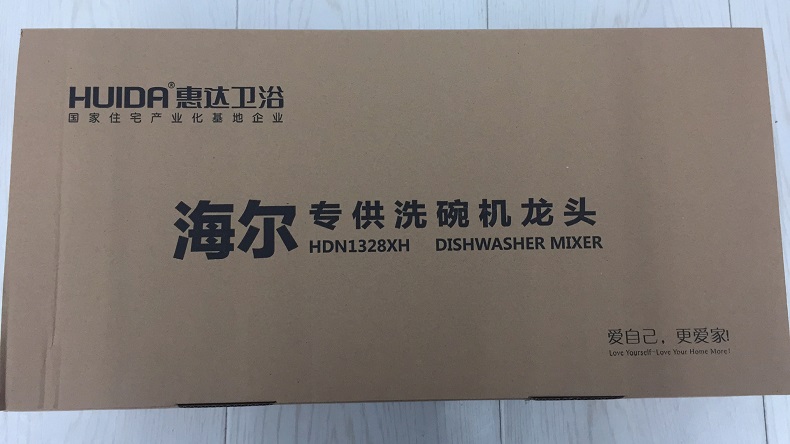 HUIDA® 惠达卫浴
国家住宅产业化基地企业
海尔 专供洗碗机龙头
HDN1328XH DISHWASHER MIXER
爱自己，更爱家!
Love Yourself Love Your Home More!